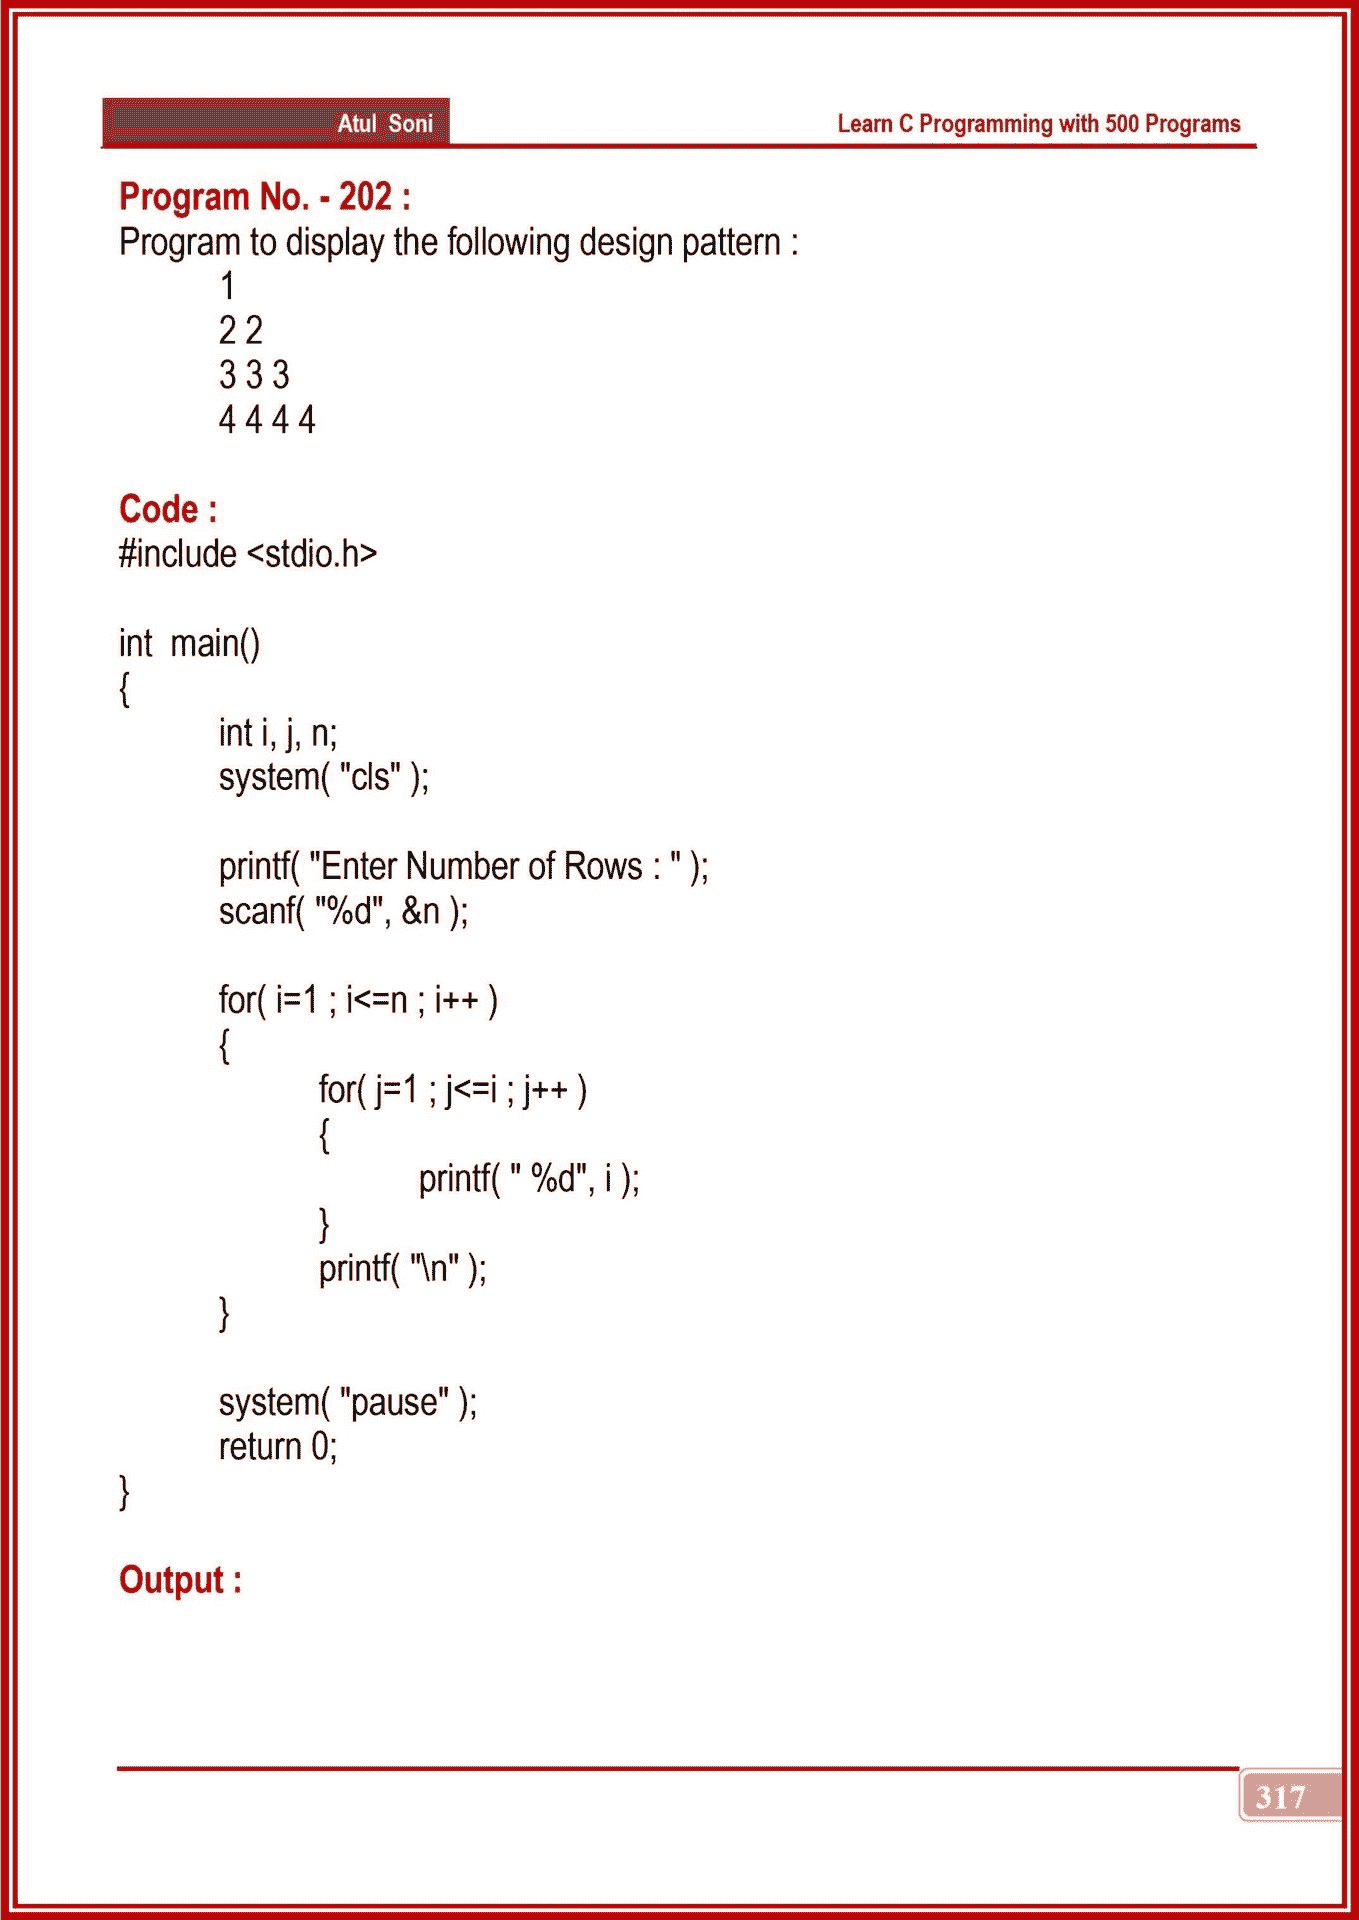 Atul Soni
Learn C Programming with 500 Programs
Program No. - 202 :
Program to display the following design pattern :
1
2 2
3 3 3
4 4 4 4
Code :
#include <stdio.h>
int main()
{
int i, j, n;
system( "cls" );
printf( "Enter Number of Rows : " );
scanf( "%d", &n );
for( i=1 ; i<=n ; i++ )
{
for( j=1 ; j<=i ; j++ )
{
printf( " %d", i );
}
printf( "\n" );
}
system( "pause" );
return 0;
}
Output :
317